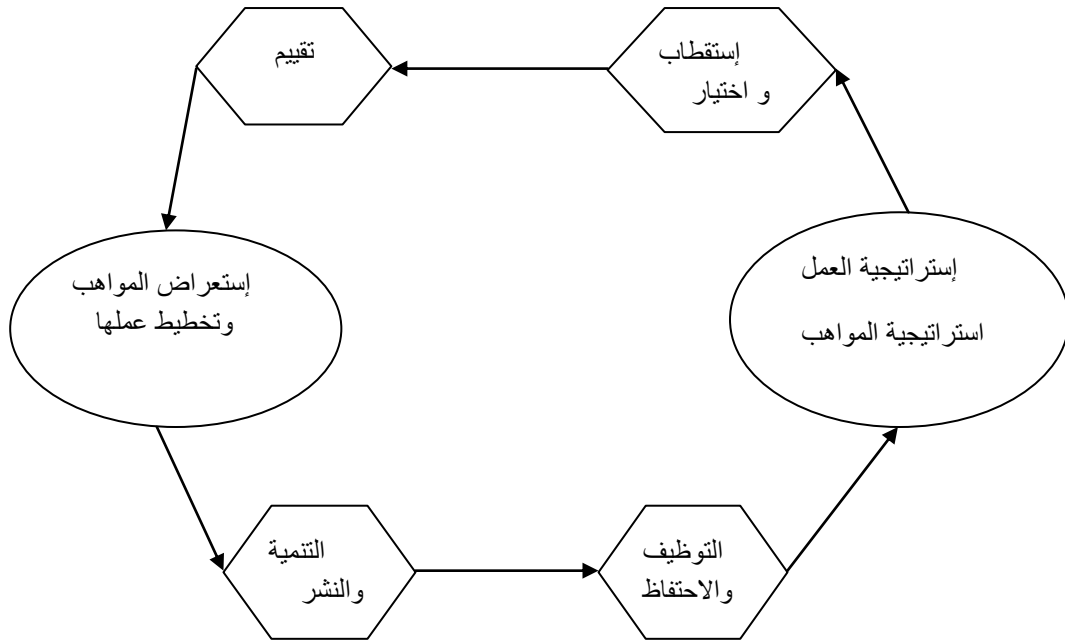 إستقطاب
و اختيار
تقييم
إستراتيجية العمل
استراتيجية المواهب
إستعراض المواهب
وتخطيط عملها
التوظيف
والاحتفاظ
التنمية
والنشر